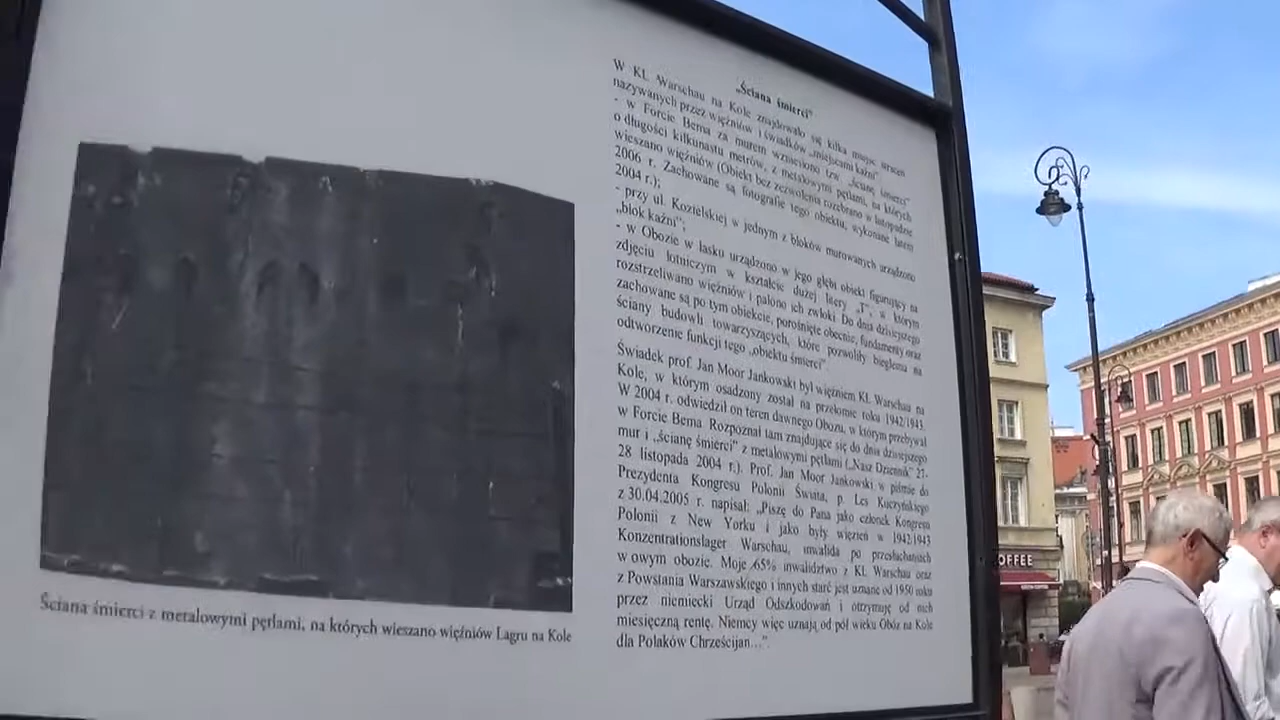 „Ściana śmierci"
W KL Warschau na Kole znajdowało się kilka miejsc straceń
nazywanych przez więźniów i świadków „miejscami kaźni"
- w Forcie Bema za murem wzniesiono tzw. „ścianę śmierci"
o długości kilkunastu metrów, z metalowymi pętlami, na których
wieszano więźniów (Obiekt bez zezwolenia rozebrano w listopadzie
2006 r. Zachowane są fotografie tego obiektu, wykonane latem
2004 r.);
- przy ul. Kozielskiej w jednym z bloków murowanych urządzono
„blok kaźni";
- w Obozie w lasku urządzono w jego głębi obiekt figurujący na
zdjęciu lotniczym w kształcie dużej litery „T", w którym
rozstrzeliwano więźniów i palono ich zwłoki. Do dnia dzisiejszego
zachowane są po tym obiekcie, porośnięte obecnie, fundamenty oraz
ściany budowli towarzyszących, które pozwoliły biegłemu na
odtworzenie funkcji tego „obiektu śmierci".
Świadek prof. Jan Moor Jankowski był więźniem KL Warschau na
Kole, w którym osadzony został na przełomie roku 1942/1943.
W 2004 r. odwiedził on teren dawnego Obozu, w którym przebywał
w Forcie Bema. Rozpoznał tam znajdujące się do dnia dzisiejszego
mur i „ścianę śmierci" z metalowymi pętlami („Nasz Dziennik" 27-
28 listopada 2004 r.). Prof. Jan Moor Jankowski w piśmie do
Prezydenta Kongresu Polonii Świata, p. Les Kuczyńskiego
z 30.04.2005 r. napisał: „Piszę do Pana jako członek Kongresu
Polonii z New Yorku i jako były więzień w 1942/1943
Konzentrationslager Warschau, inwalida po przesłuchaniach
w owym obozie. Moje 65% inwalidztwo z KL Warschau oraz
z Powstania Warszawskiego i innych starć jest uznane od 1950 roku
przez niemiecki Urząd Odszkodowań i otrzymuję od nich
miesięczną rentę. Niemcy więc uznają od pół wieku Obóz na Kole
dla Polaków Chrześcijan...".
Ściana śmierci z metalowymi pętlami, na których wieszano więźniów Lagru na Kole
OFFEE